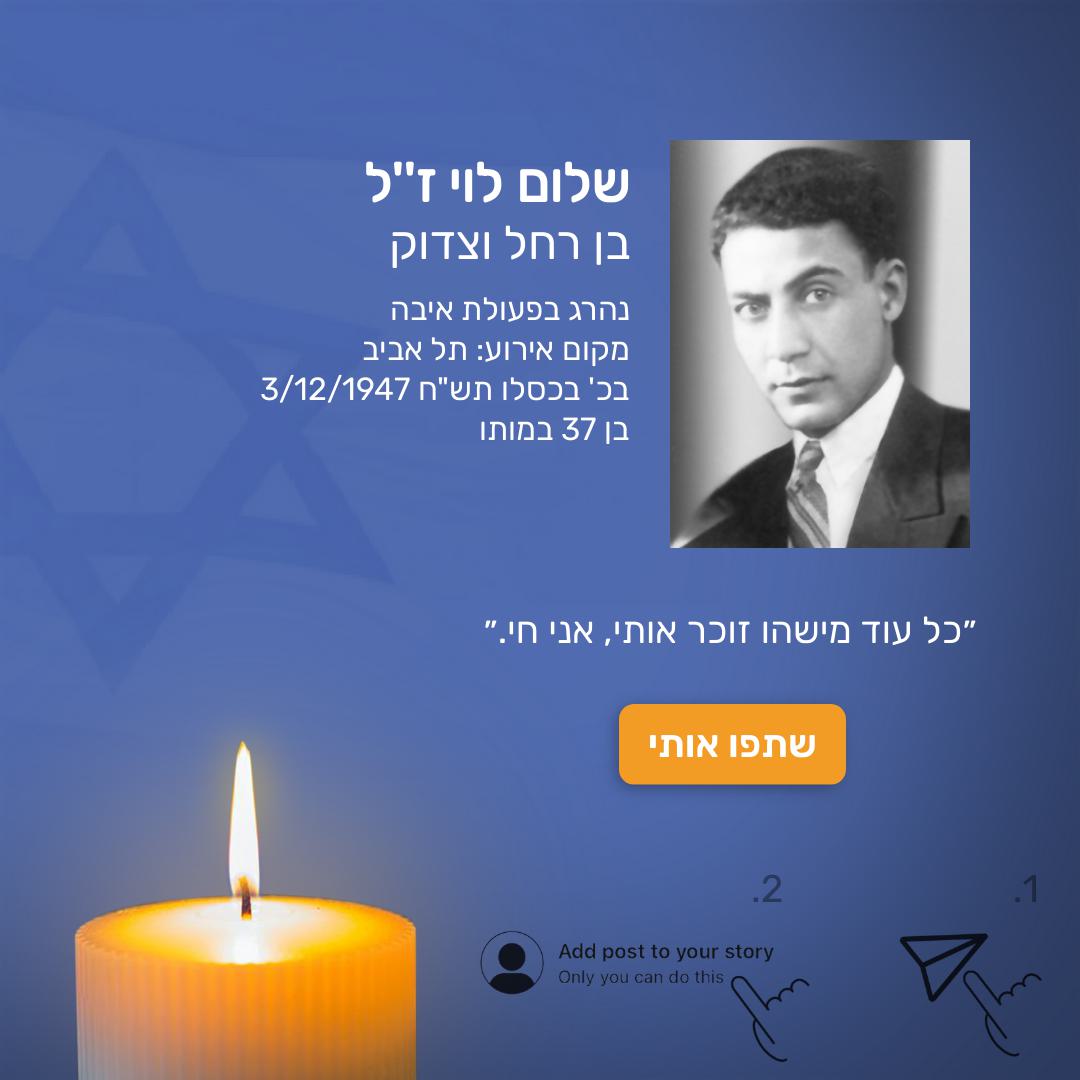 שלום לוי ז"ל
בן רחל וצדוק
נהרג בפעולת איבה
מקום אירוע: תל אביב
בכ' בכסלו תש"ח 3/12/1947
בן 37 במותו
״כל עוד מישהו זוכר אותי, אני חי.״
שתפו אותי
1.
2.
Add post to your story
Only you can do this